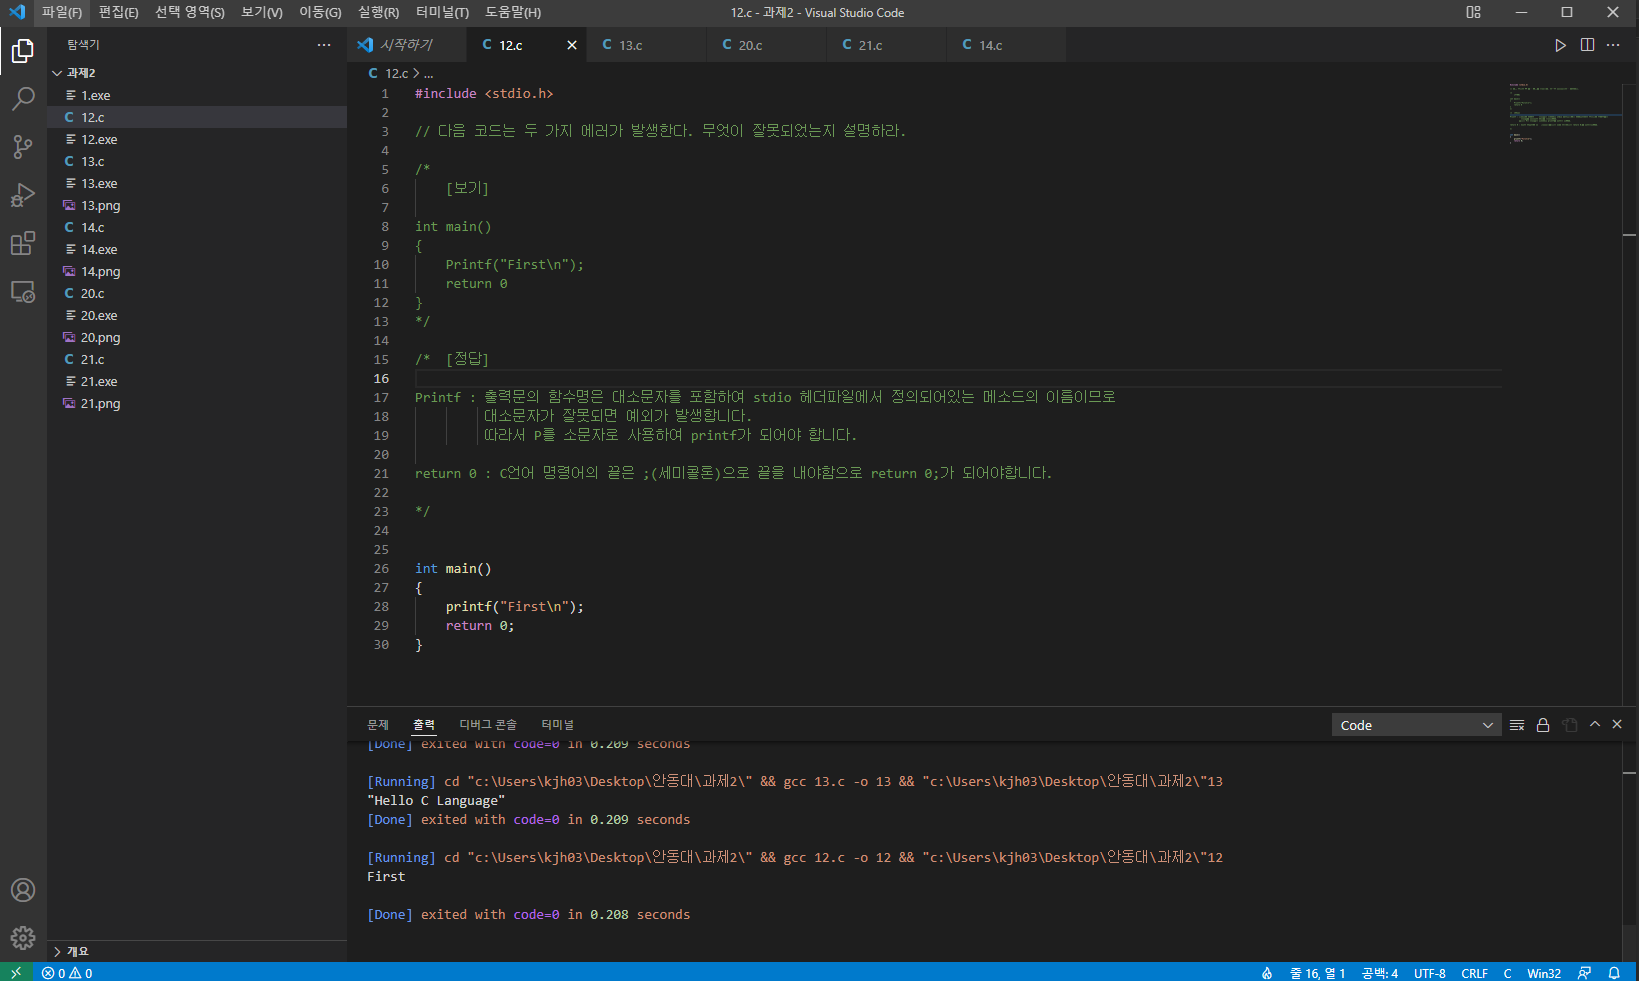 파일(F) 편집(E) 선택 영역(S) 보기(V) 이동(G) 실행(R) 터미널(T) 도움말(H) 12.c - 과제2 - Visual Studio Code
탐색기 ··· 시작하기 C 12.c C 13.c C 20.c C 21.c C 14.c ···
과제2
C 12.c > ...
1.exe
C 12.c
12.exe
C 13.c
13.exe
13.png
C 14.c
14.exe
14.png
C 20.c
20.exe
20.png
C 21.c
21.exe
21.png
개요
1 #include <stdio.h>
2
3 // 다음 코드는 두 가지 에러가 발생한다. 무엇이 잘못되었는지 설명하라.
4
5 /*
6 [보기]
7
8 int main()
9 {
10 Printf("First\n");
11 return 0
12 }
13 */
14
15 /* [정답]
16
17 Printf : 출력문의 함수명은 대소문자를 포함하여 stdio 헤더파일에서 정의되어있는 메소드의 이름이므로
18 대소문자가 잘못되면 예외가 발생합니다.
19 따라서 P를 소문자로 사용하여 printf가 되어야 합니다.
20
21 return 0 : C언어 명령어의 끝은 ;(세미콜론)으로 끝을 내야함으로 return 0;가 되어야합니다.
22
23 */
24
25
26 int main()
27 {
28 printf("First\n");
29 return 0;
30 }
문제 출력 디버그 콘솔 터미널 Code
[Done] exited with code=0 in 0.209 seconds
[Running] cd "c:\Users\kjh03\Desktop\안동대\과제2\" && gcc 13.c -o 13 && "c:\Users\kjh03\Desktop\안동대\과제2\"13
"Hello C Language"
[Done] exited with code=0 in 0.209 seconds
[Running] cd "c:\Users\kjh03\Desktop\안동대\과제2\" && gcc 12.c -o 12 && "c:\Users\kjh03\Desktop\안동대\과제2\"12
First
[Done] exited with code=0 in 0.208 seconds
0 0 줄 16, 열 1 공백: 4 UTF-8 CRLF C Win32